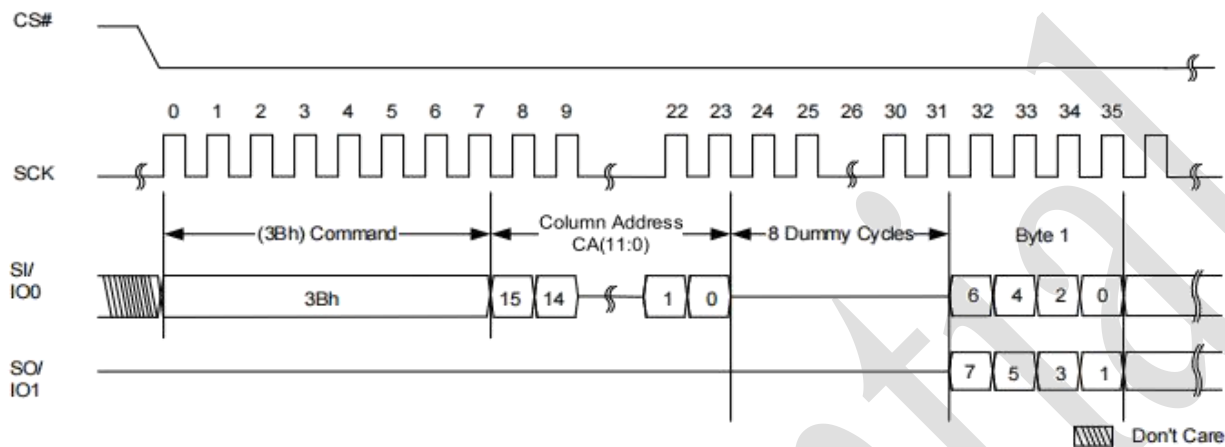 CS#
0 1 2 3 4 5 6 7 8 9 22 23 24 25 26 30 31 32 33 34 35
SCK
(3Bh) Command Column Address CA(11:0) 8 Dummy Cycles Byte 1
SI/
IO0
3Bh 15 14 1 0 6 4 2 0
SO/
IO1
7 5 3 1
Don't Care